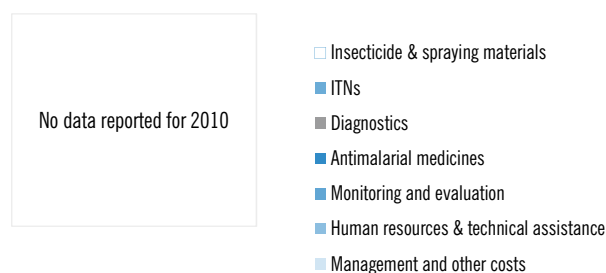 No data reported for 2010
Insecticide & spraying materials
ITNs
Diagnostics
Antimalarial medicines
Monitoring and evaluation
Human resources & technical assistance
Management and other costs